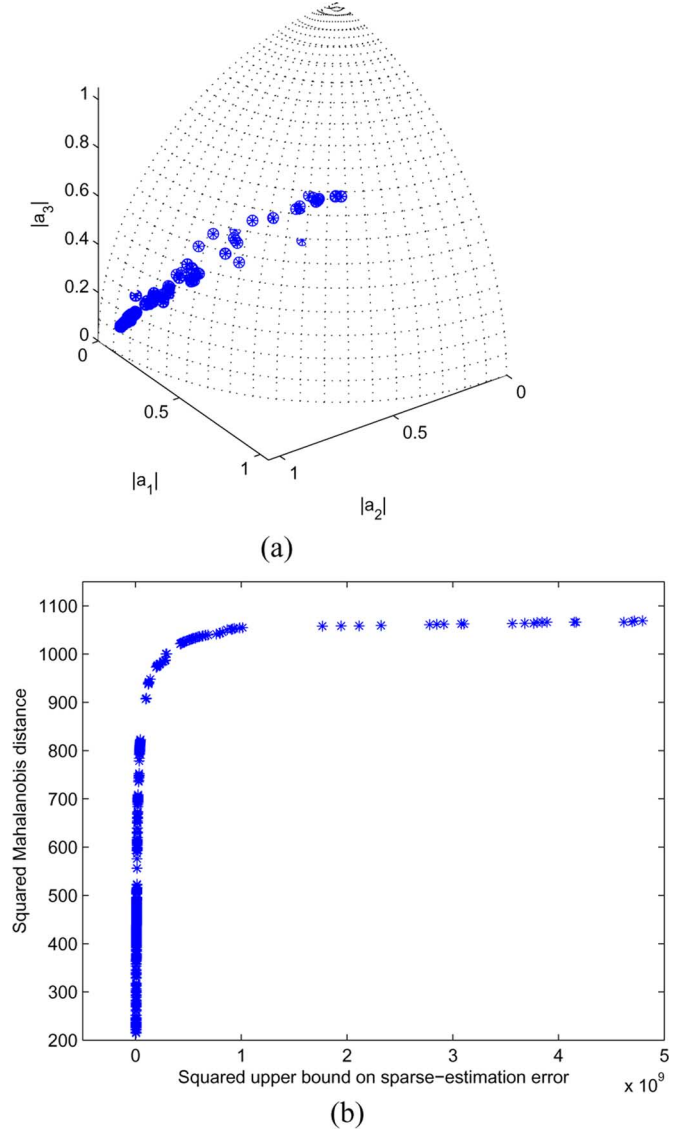 1
0.8
0.6
0.4
0.2
0
|a3|
0
0.5
1
|a1|
1
0.5
0
|a2|
(a)
1100
1000
900
800
700
600
500
400
300
200
Squared Mahalanobis distance
0 1 2 3 4 5
Squared upper bound on sparse−estimation error
x 10^9
(b)